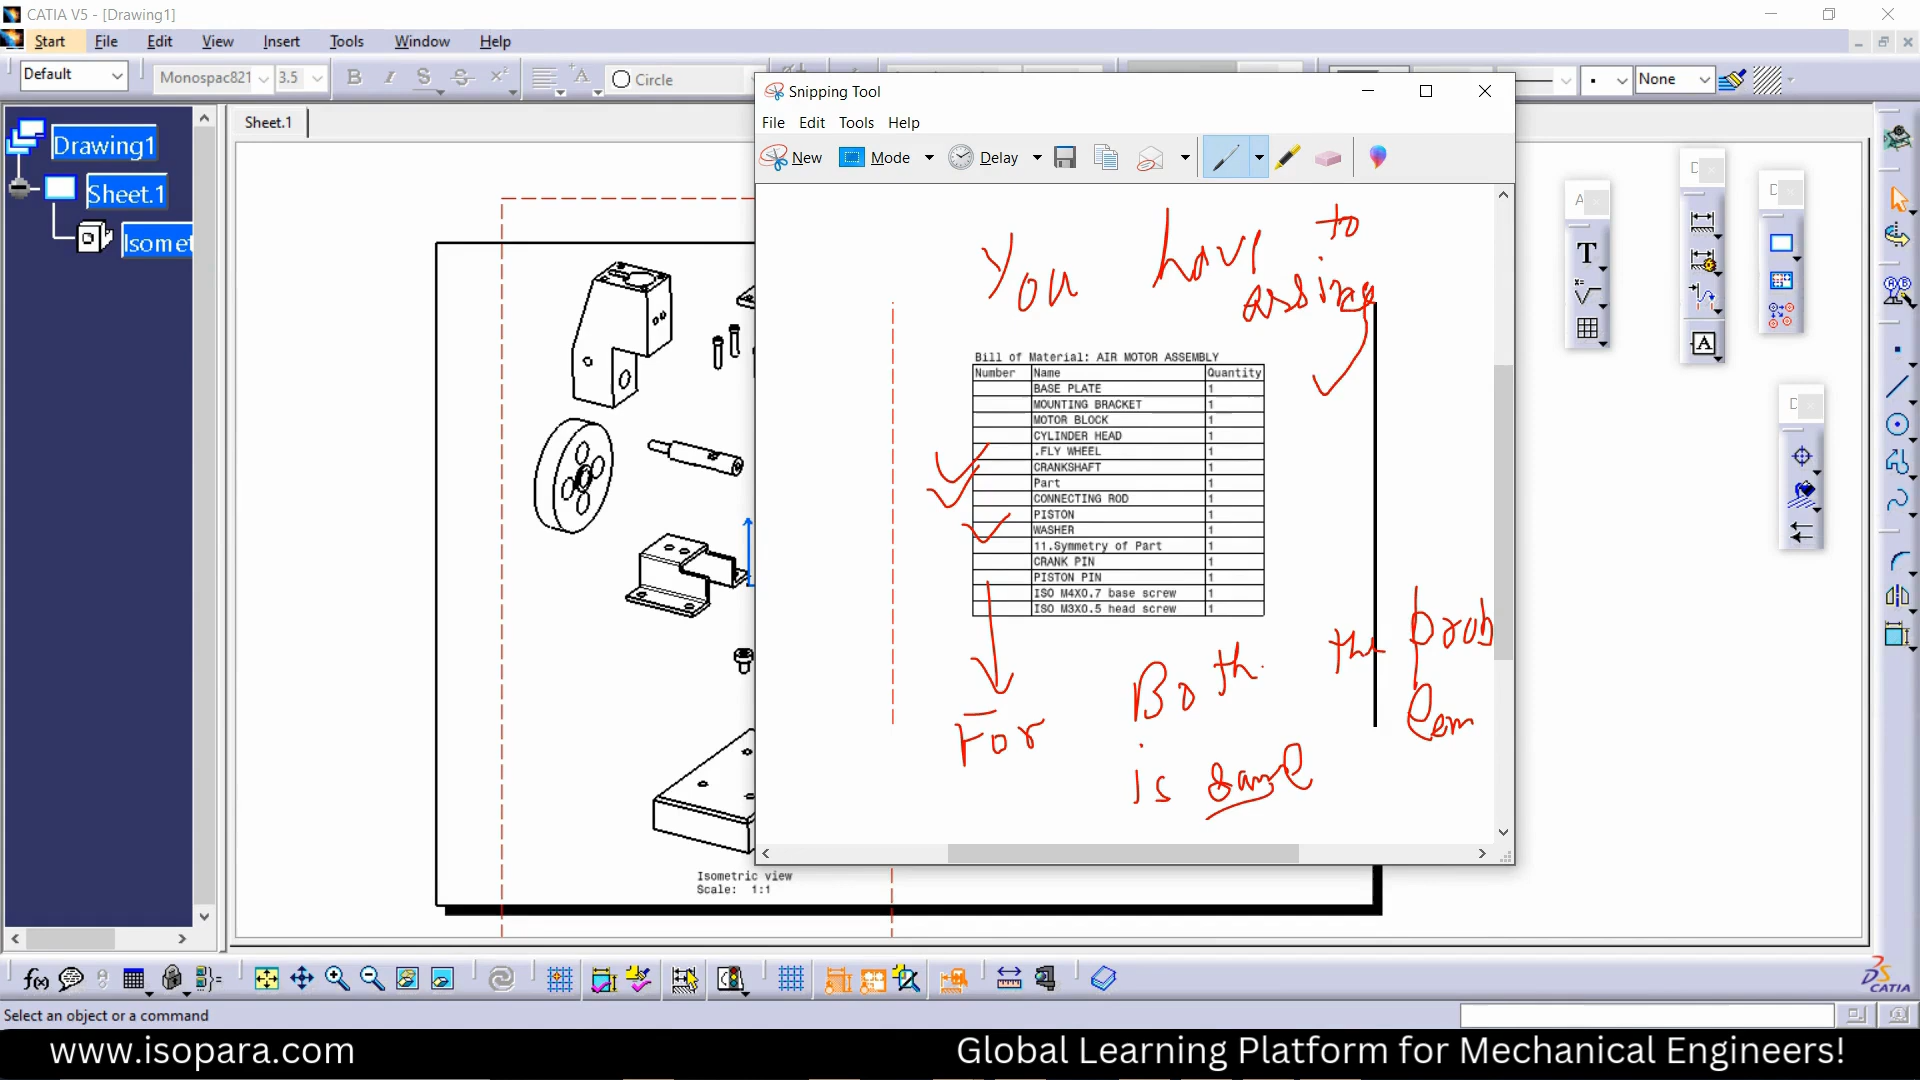 CATIA V5 - [Drawing1]
Start File Edit View Insert Tools Window Help
Default Monospac821 3.5 B I S S Circle None
Sheet.1
Drawing1
Sheet.1
Isomet
Snipping Tool
File Edit Tools Help
New Mode Delay
You have to
assing
Bill of Material: AIR MOTOR ASSEMBLY
Number Name Quantity
BASE PLATE 1
MOUNTING BRACKET 1
MOTOR BLOCK 1
CYLINDER HEAD 1
.FLY WHEEL 1
CRANKSHAFT 1
Part 1
CONNECTING ROD 1
PISTON 1
WASHER 1
11.Symmetry of Part 1
CRANK PIN 1
PISTON PIN 1
ISO M4X0.7 base screw 1
ISO M3X0.5 head screw 1
For Both the prob
lem
is same
Isometric view
Scale: 1:1
Select an object or a command
CATIA
www.isopara.com
Global Learning Platform for Mechanical Engineers!